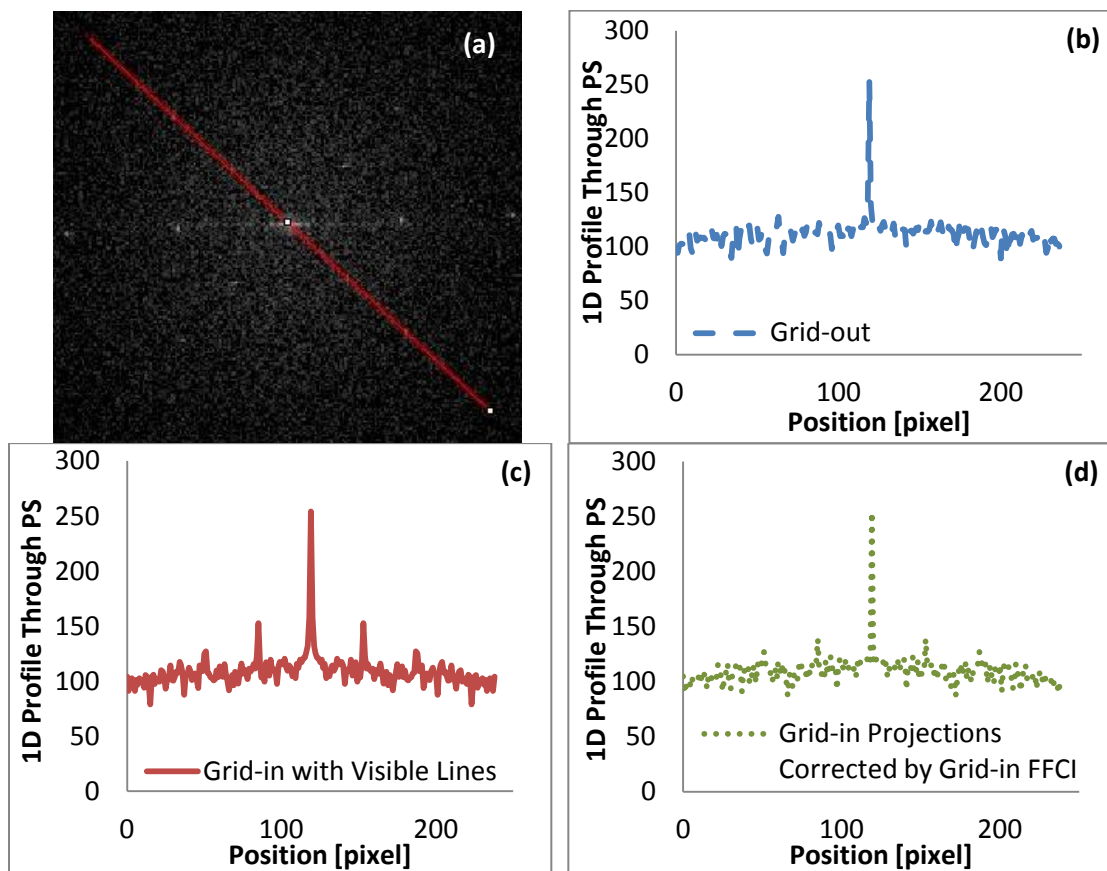 (a)
(b)
1D Profile Through PS
300
250
200
150
100
50
0
Grid-out
0 100 200
Position [pixel]
(c)
1D Profile Through PS
300
250
200
150
100
50
0
Grid-in with Visible Lines
0 100 200
Position [pixel]
(d)
1D Profile Through PS
300
250
200
150
100
50
0
Grid-in Projections
Corrected by Grid-in FFCI
0 100 200
Position [pixel]